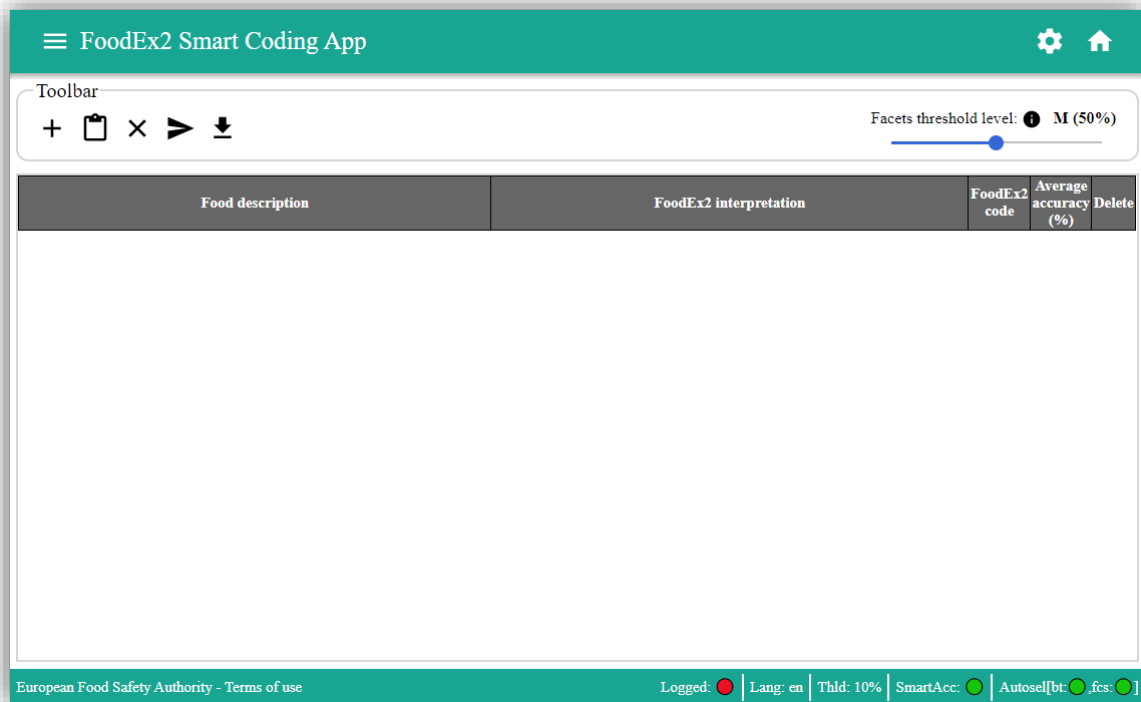 FoodEx2 Smart Coding App
Toolbar
Facets threshold level: M (50%)
Food description
FoodEx2 interpretation
FoodEx2
code
Average
accuracy
(%)
Delete
European Food Safety Authority - Terms of use
Logged: Lang: en Thld: 10% SmartAcc: Autosel[bt: ,fcs: ]